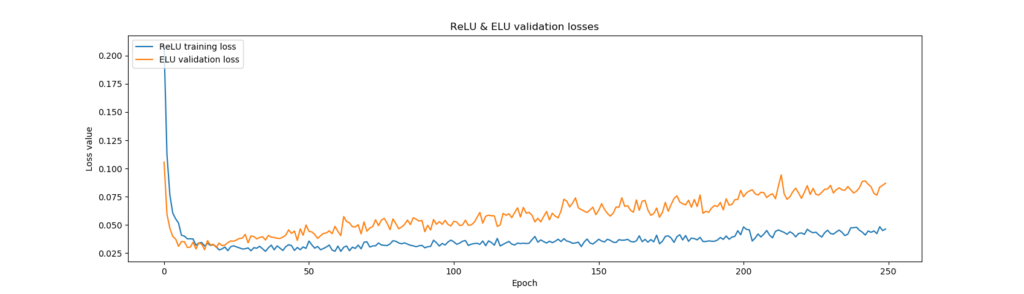 ReLU & ELU validation losses
ReLU training loss
ELU validation loss
0.200
0.175
0.150
0.125
0.100
0.075
0.050
0.025
Loss value
0 50 100 150 200 250
Epoch